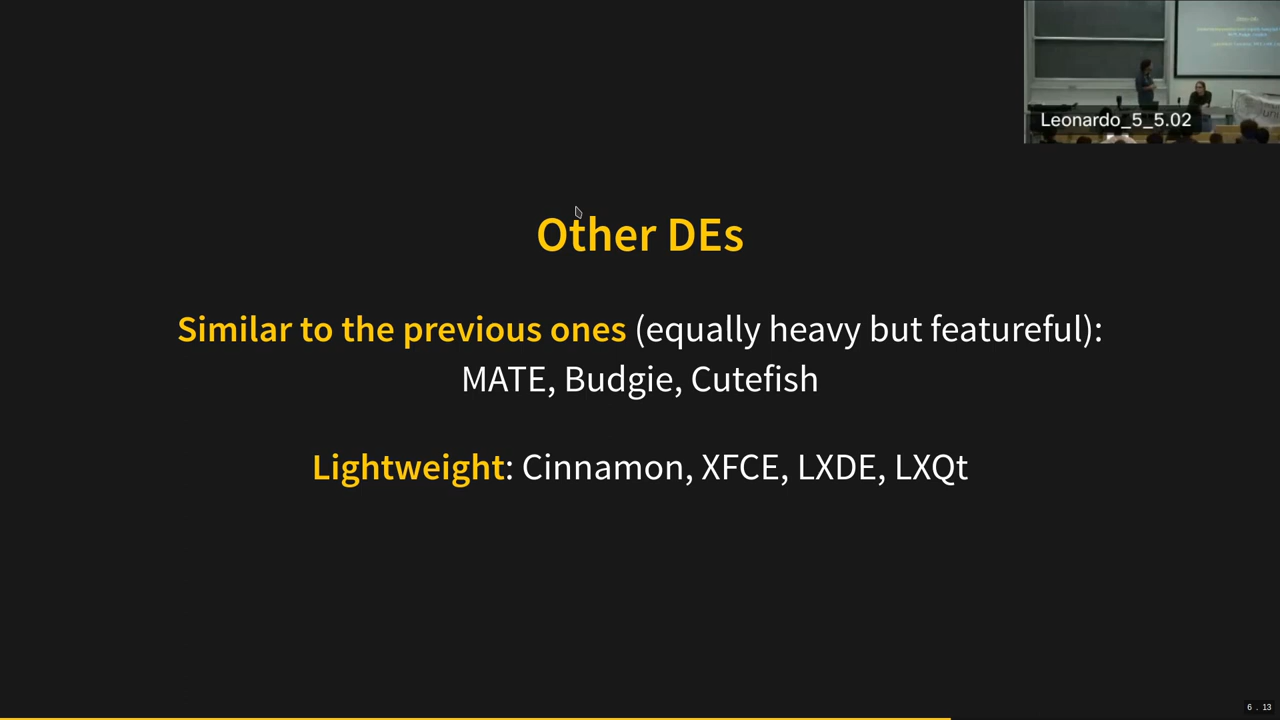 Leonardo_5_5.02
Other DEs
Similar to the previous ones (equally heavy but featureful):
MATE, Budgie, Cutefish
Lightweight: Cinnamon, XFCE, LXDE, LXQt
6 . 13